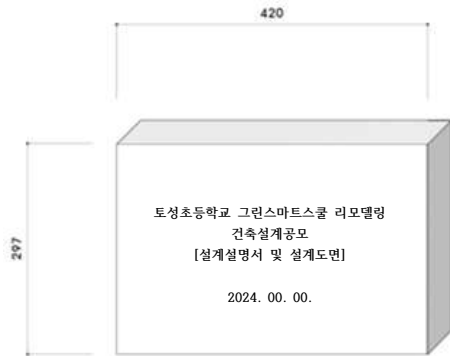 420
297
토성초등학교 그린스마트스쿨 리모델링
건축설계공모
[설계설명서 및 설계도면]
2024. 00. 00.